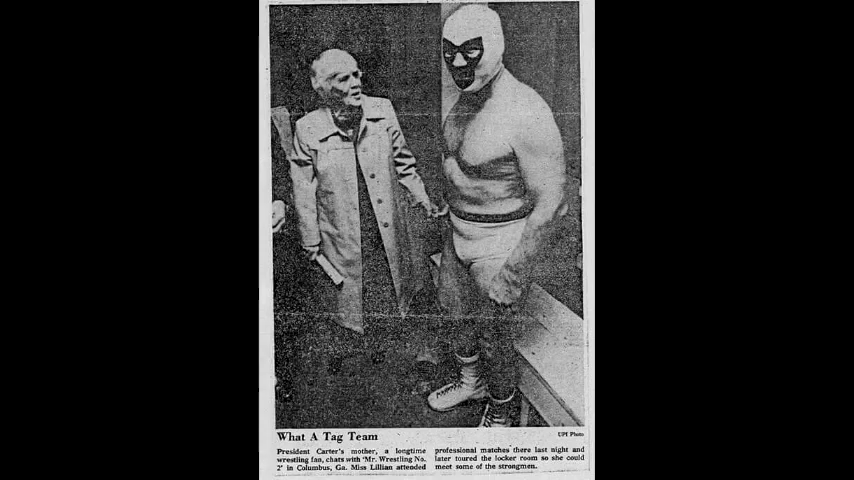 What A Tag Team
UPI Photo
President Carter's mother, a longtime
wrestling fan, chats with 'Mr. Wrestling No.
2' in Columbus, Ga. Miss Lillian attended
professional matches there last night and
later toured the locker room so she could
meet some of the strongmen.